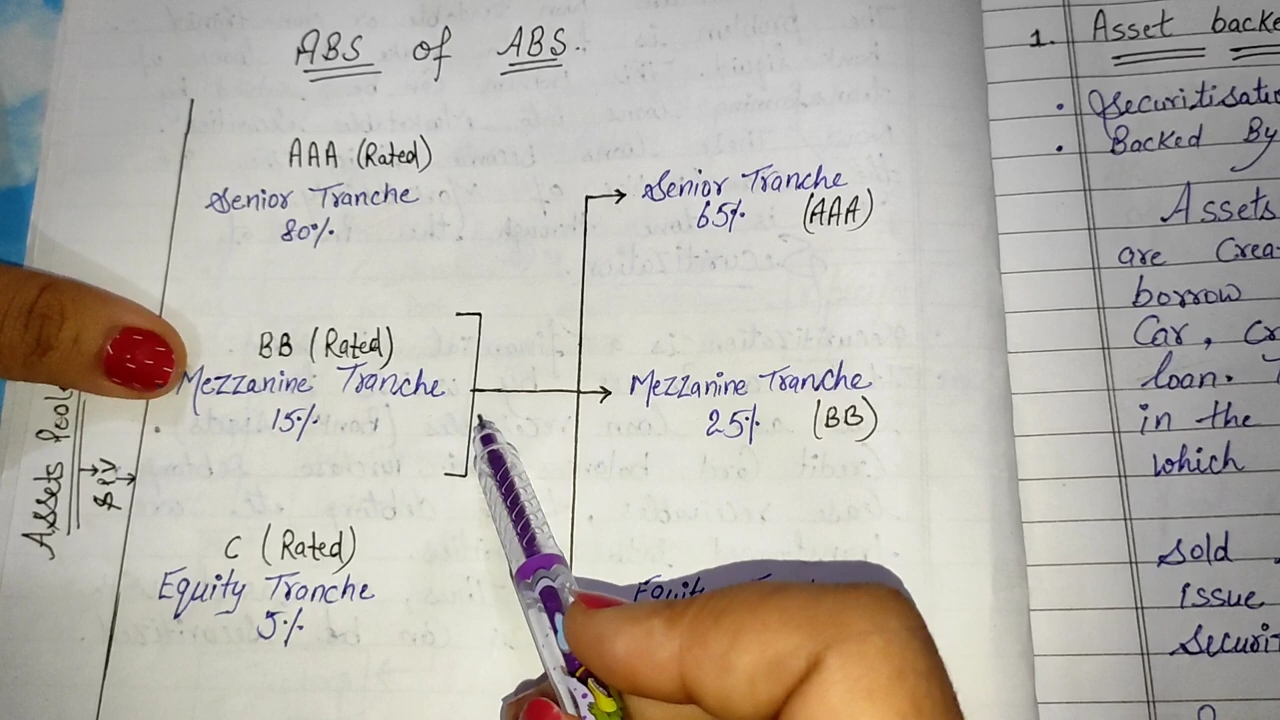 ABS of ABS.
AAA (Rated)
Senior Tranche
80%
BB (Rated)
Mezzanine Tranche
15%
C (Rated)
Equity Tranche
5%
Senior Tranche
65% (AAA)
Mezzanine Tranche
25% (BB)
Equity
Assets Pool
1. Asset backe
• Securitisatio
• Backed By
Assets
are Crea
borrow
Car, Cr
loan.
in the
which
Sold
issue
Securi